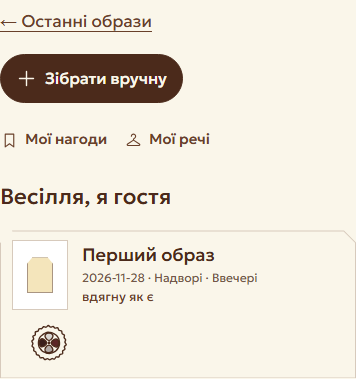 ← Останні образи
+ Зібрати вручну
Мої нагоди Мої речі
Весілля, я гостя
Перший образ
2026-11-28 · Надворі · Ввечері
вдягну як є